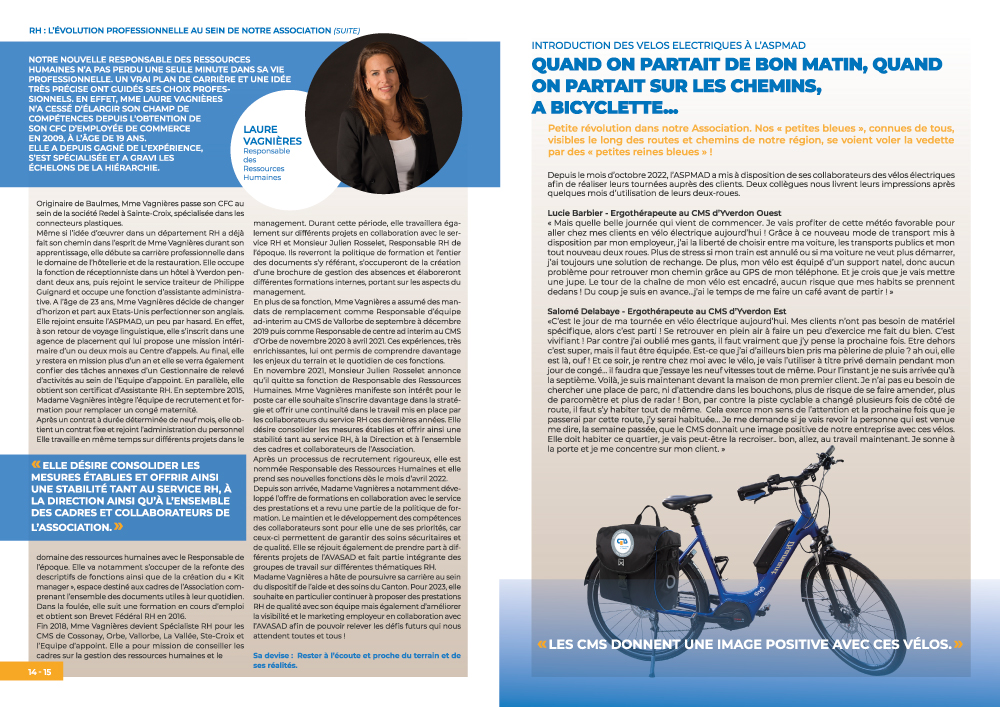 RH : L'ÉVOLUTION PROFESSIONNELLE AU SEIN DE NOTRE ASSOCIATION (SUITE)
NOTRE NOUVELLE RESPONSABLE DES RESSOURCES
HUMAINES N'A PAS PERDU UNE SEULE MINUTE DANS SA VIE
PROFESSIONNELLE. UN VRAI PLAN DE CARRIÈRE ET UNE IDÉE
TRÈS PRÉCISE ONT GUIDÉS SES CHOIX PROFES-
SIONNELS. EN EFFET, MME LAURE VAGNIÈRES
N'A CESSÉ D'ÉLARGIR SON CHAMP DE
COMPÉTENCES DEPUIS L'OBTENTION DE
SON CFC D'EMPLOYÉE DE COMMERCE
EN 2009, À L'ÂGE DE 19 ANS.
ELLE A DEPUIS GAGNÉ DE L'EXPÉRIENCE,
S'EST SPÉCIALISÉE ET A GRAVI LES
ÉCHELONS DE LA HIÉRARCHIE.
LAURE
VAGNIÈRES
Responsable
des
Ressources
Humaines
Originaire de Baulmes, Mme Vagnières passe son CFC au
sein de la société Redel à Sainte-Croix, spécialisée dans les
connecteurs plastiques.
Même si l'idée d'œuvrer dans un département RH a déjà
fait son chemin dans l'esprit de Mme Vagnières durant son
apprentissage, elle débute sa carrière professionnelle dans
le domaine de l'hôtellerie et de la restauration. Elle occupe
la fonction de réceptionniste dans un hôtel à Yverdon pen-
dant deux ans, puis rejoint le service traiteur de Philippe
Guignard et occupe une fonction d'assistante administra-
tive. A l'âge de 23 ans, Mme Vagnières décide de changer
d'horizon et part aux Etats-Unis perfectionner son anglais.
Elle rejoint ensuite l'ASPMAD, un peu par hasard. En effet,
à son retour de voyage linguistique, elle s'inscrit dans une
agence de placement qui lui propose une mission intéri-
maire d'un ou deux mois au Centre d'appels. Au final, elle
y restera en mission plus d'un an et elle se verra également
confier des tâches annexes d'un Gestionnaire de relevé
d'activités au sein de l'Equipe d'appoint. En parallèle, elle
obtient son certificat d'Assistante RH. En septembre 2015,
Madame Vagnières intègre l'équipe de recrutement et for-
mation pour remplacer un congé maternité.
Après un contrat à durée déterminée de neuf mois, elle ob-
tient un contrat fixe et rejoint l'administration du personnel
Elle travaille en même temps sur différents projets dans le
« ELLE DÉSIRE CONSOLIDER LES
MESURES ÉTABLIES ET OFFRIR AINSI
UNE STABILITÉ TANT AU SERVICE RH, À
LA DIRECTION AINSI QU'À L'ENSEMBLE
DES CADRES ET COLLABORATEURS DE
L'ASSOCIATION. »
domaine des ressources humaines avec le Responsable de
l'époque. Elle va notamment s'occuper de la refonte des
descriptifs de fonctions ainsi que de la création du « Kit
manager », espace destiné aux cadres de l'Association com-
prenant l'ensemble des documents utiles à leur quotidien.
Dans la foulée, elle suit une formation en cours d'emploi
et obtient son Brevet Fédéral RH en 2016.
Fin 2018, Mme Vagnières devient Spécialiste RH pour les
CMS de Cossonay, Orbe, Vallorbe, La Vallée, Ste-Croix et
l'Equipe d'appoint. Elle a pour mission de conseiller les
cadres sur la gestion des ressources humaines et le
management. Durant cette période, elle travaillera éga-
lement sur différents projets en collaboration avec le ser-
vice RH et Monsieur Julien Rosselet, Responsable RH de
l'époque. Ils reverront la politique de formation et l'entier
des documents s'y référant, s'occuperont de la création
d'une brochure de gestion des absences et élaboreront
différentes formations internes, portant sur les aspects du
management.
En plus de sa fonction, Mme Vagnières a assumé des man-
dats de remplacement comme Responsable d'équipe
ad-interim au CMS de Vallorbe de septembre à décembre
2019 puis comme Responsable de centre ad interim au CMS
d'Orbe de novembre 2020 à avril 2021. Ces expériences, très
enrichissantes, lui ont permis de comprendre davantage
les enjeux du terrain et le quotidien de ces fonctions.
En novembre 2021, Monsieur Julien Rosselet annonce
qu'il quitte sa fonction de Responsable des Ressources
Humaines. Mme Vagnières manifeste son intérêt pour le
poste car elle souhaite s'inscrire davantage dans la straté-
gie et offrir une continuité dans le travail mis en place par
les collaborateurs du service RH ces dernières années. Elle
désire consolider les mesures établies et offrir ainsi une
stabilité tant au service RH, à la Direction et à l'ensemble
des cadres et collaborateurs de l'Association.
Après un processus de recrutement rigoureux, elle est
nommée Responsable des Ressources Humaines et elle
prend ses nouvelles fonctions dès le mois d'avril 2022.
Depuis son arrivée, Madame Vagnières a notamment déve-
loppé l'offre de formations en collaboration avec le service
des prestations et a revu une partie de la politique de for-
mation. Le maintien et le développement des compétences
des collaborateurs sont pour elle une de ses priorités, car
ceux-ci permettent de garantir des soins sécuritaires et
de qualité. Elle se réjouit également de prendre part à dif-
férents projets de l'AVASAD et fait partie intégrante des
groupes de travail sur différentes thématiques RH.
Madame Vagnières a hâte de poursuivre sa carrière au sein
du dispositif de l'aide et des soins du Canton. Pour 2023, elle
souhaite en particulier continuer à proposer des prestations
RH de qualité avec son équipe mais également d'améliorer
la visibilité et le marketing employeur en collaboration avec
l'AVASAD afin de pouvoir relever les défis futurs qui nous
attendent toutes et tous !
Sa devise : Rester à l'écoute et proche du terrain et de
ses réalités.
14 - 15
INTRODUCTION DES VELOS ELECTRIQUES À L'ASPMAD
QUAND ON PARTAIT DE BON MATIN, QUAND
ON PARTAIT SUR LES CHEMINS,
A BICYCLETTE...
Petite révolution dans notre Association. Nos « petites bleues », connues de tous,
visibles le long des routes et chemins de notre région, se voient voler la vedette
par des « petites reines bleues » !
Depuis le mois d'octobre 2022, l'ASPMAD a mis à disposition de ses collaborateurs des vélos électriques
afin de réaliser leurs tournées auprès des clients. Deux collègues nous livrent leurs impressions après
quelques mois d'utilisation de leurs deux-roues.
Lucie Barbier - Ergothérapeute au CMS d'Yverdon Ouest
« Mais quelle belle journée qui vient de commencer. Je vais profiter de cette météo favorable pour
aller chez mes clients en vélo électrique aujourd'hui ! Grâce à ce nouveau mode de transport mis à
disposition par mon employeur, j'ai la liberté de choisir entre ma voiture, les transports publics et mon
tout nouveau deux roues. Plus de stress si mon train est annulé ou si ma voiture ne veut plus démarrer,
j'ai toujours une solution de rechange. De plus, mon vélo est équipé d'un support natel, donc aucun
problème pour retrouver mon chemin grâce au GPS de mon téléphone. Et je crois que je vais mettre
une jupe. Le tour de la chaîne de mon vélo est encadré, aucun risque que mes habits se prennent
dedans ! Du coup je suis en avance...j'ai le temps de me faire un café avant de partir ! »
Salomé Delabaye - Ergothérapeute au CMS d'Yverdon Est
«C'est le jour de ma tournée en vélo électrique aujourd'hui. Mes clients n'ont pas besoin de matériel
spécifique, alors c'est parti ! Se retrouver en plein air à faire un peu d'exercice me fait du bien. C'est
vivifiant ! Par contre j'ai oublié mes gants, il faut vraiment que j'y pense la prochaine fois. Etre dehors
c'est super, mais il faut être équipée. Est-ce que j'ai d'ailleurs bien pris ma pèlerine de pluie ? ah oui, elle
est là, ouf ! Et ce soir, je rentre chez moi avec le vélo, je vais l'utiliser à titre privé demain pendant mon
jour de congé... il faudra que j'essaye les neuf vitesses tout de même. Pour l'instant je ne suis arrivée qu'à
la septième. Voilà, je suis maintenant devant la maison de mon premier client. Je n'ai pas eu besoin de
chercher une place de parc, ni d'attendre dans les bouchons, plus de risque de se faire amender, plus
de parcomètre et plus de radar ! Bon, par contre la piste cyclable a changé plusieurs fois de côté de
route, il faut s'y habiter tout de même. Cela exerce mon sens de l'attention et la prochaine fois que je
passerai par cette route, j'y serai habituée... Je me demande si je vais revoir la personne qui est venue
me dire, la semaine passée, que le CMS donnait une image positive de notre entreprise avec ces vélos.
Elle doit habiter ce quartier, je vais peut-être la recroiser.. bon, allez, au travail maintenant. Je sonne à
la porte et je me concentre sur mon client. »
« LES CMS DONNENT UNE IMAGE POSITIVE AVEC CES VÉLOS. »